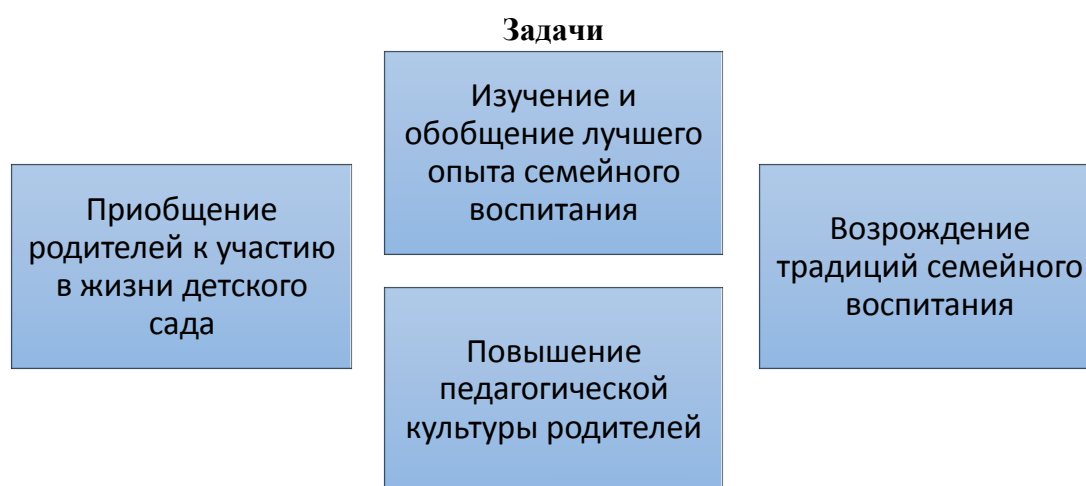 Задачи
Изучение и
обобщение лучшего
опыта семейного
воспитания
Приобщение
родителей к участию
в жизни детского
сада
Возрождение
традиций семейного
воспитания
Повышение
педагогической
культуры родителей